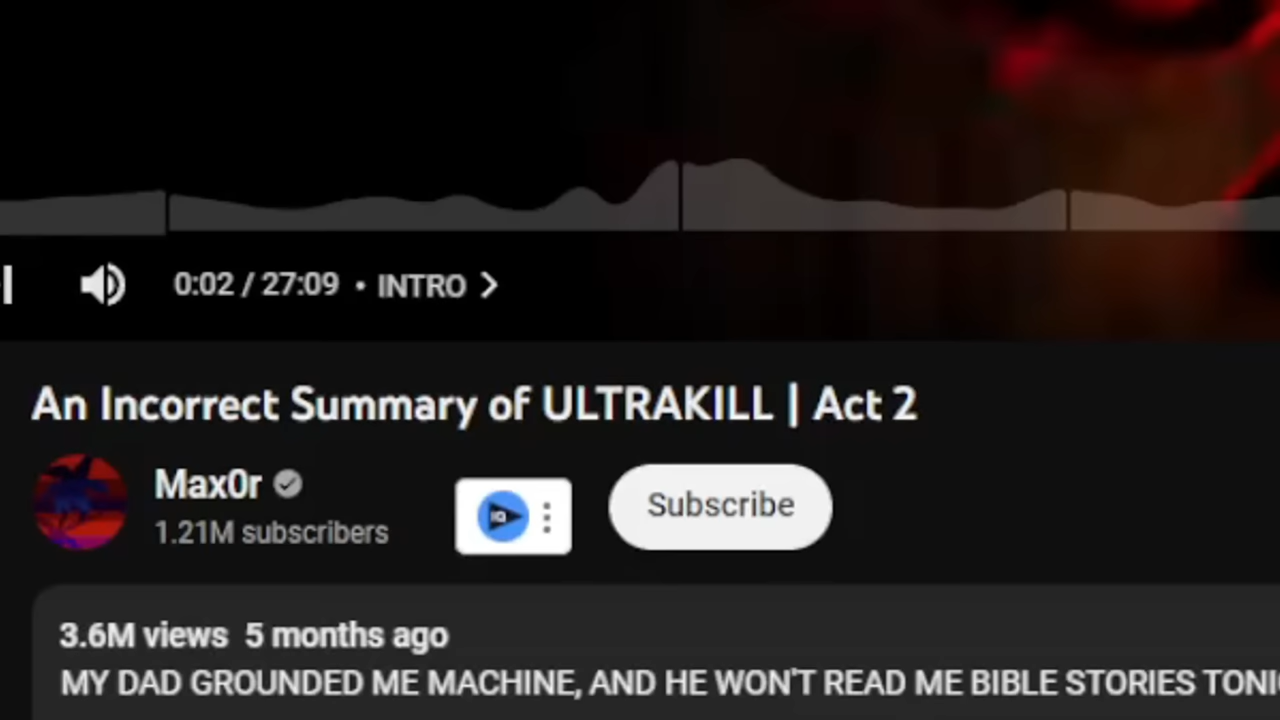 0:02 / 27:09 • INTRO >
An Incorrect Summary of ULTRAKILL | Act 2
Max0r
1.21M subscribers
IQ
Subscribe
3.6M views 5 months ago
MY DAD GROUNDED ME MACHINE, AND HE WON'T READ ME BIBLE STORIES